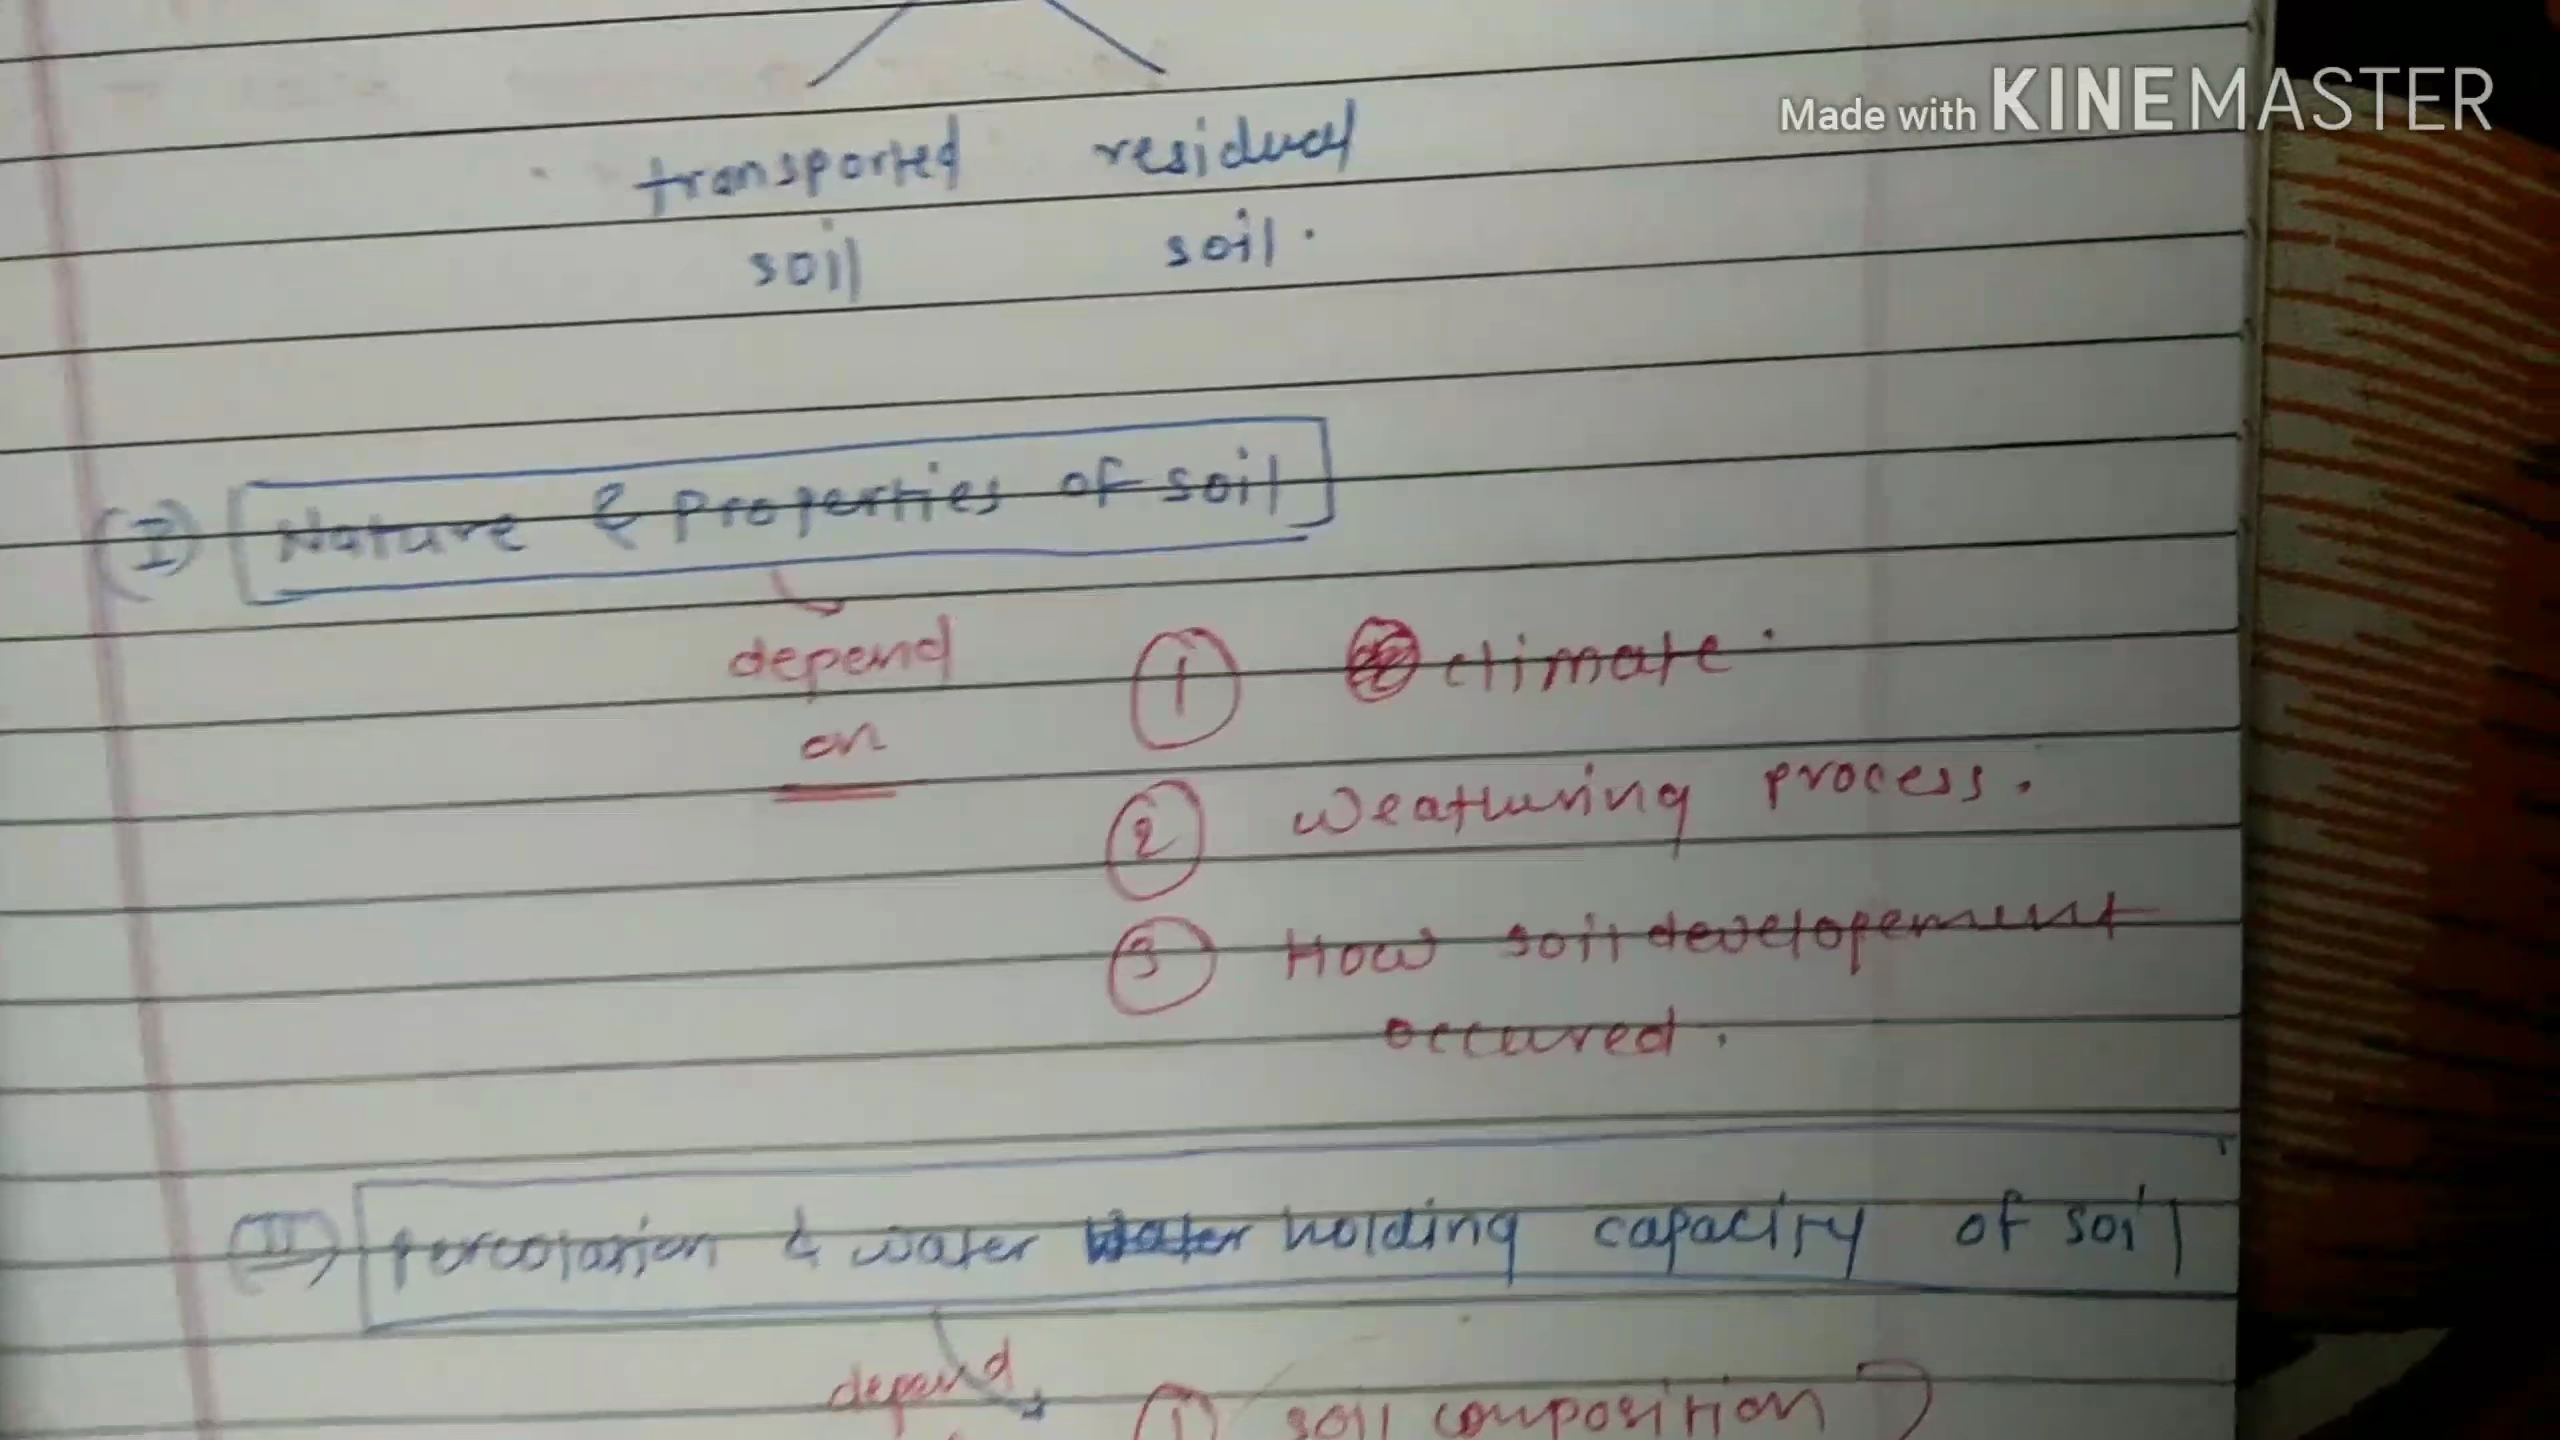 Made with KINEMASTER
transported residual
soil soil.
(I) Nature & Properties of soil
depend ① climate.
on
② weathering process.
③ How soil developement
occured.
(II) percolation & water water holding capacity of soil
depend ① soil composition